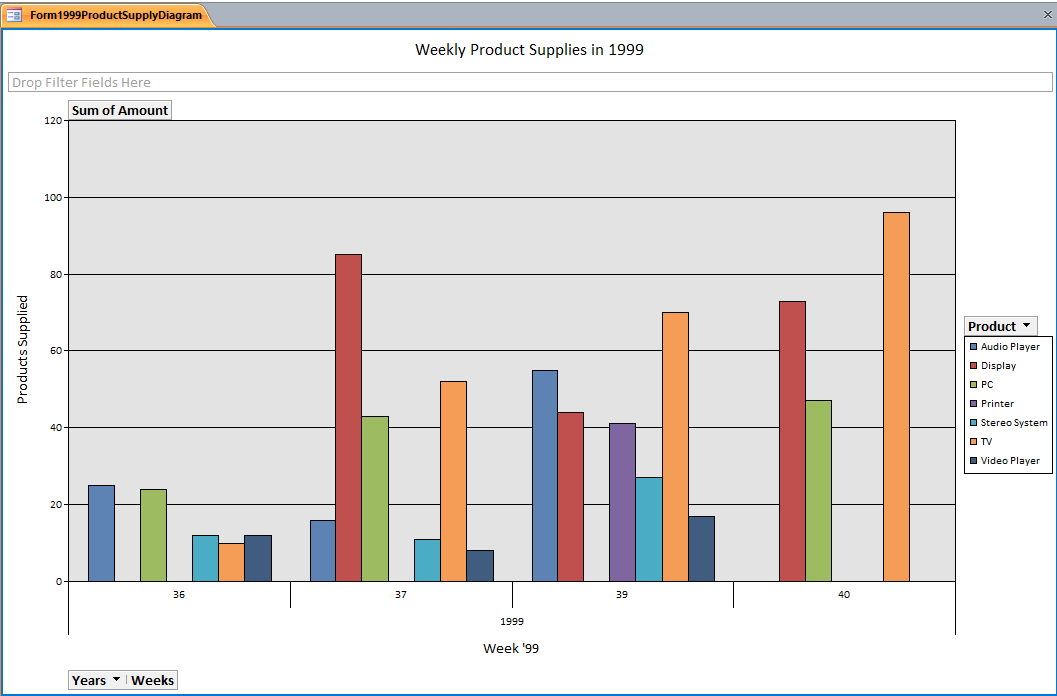 Form1999ProductSupplyDiagram
Weekly Product Supplies in 1999
Drop Filter Fields Here
Sum of Amount
120
100
80
60
40
20
0
Products Supplied
36 37 39 40
1999
Week '99
Product
Audio Player
Display
PC
Printer
Stereo System
TV
Video Player
Years Weeks